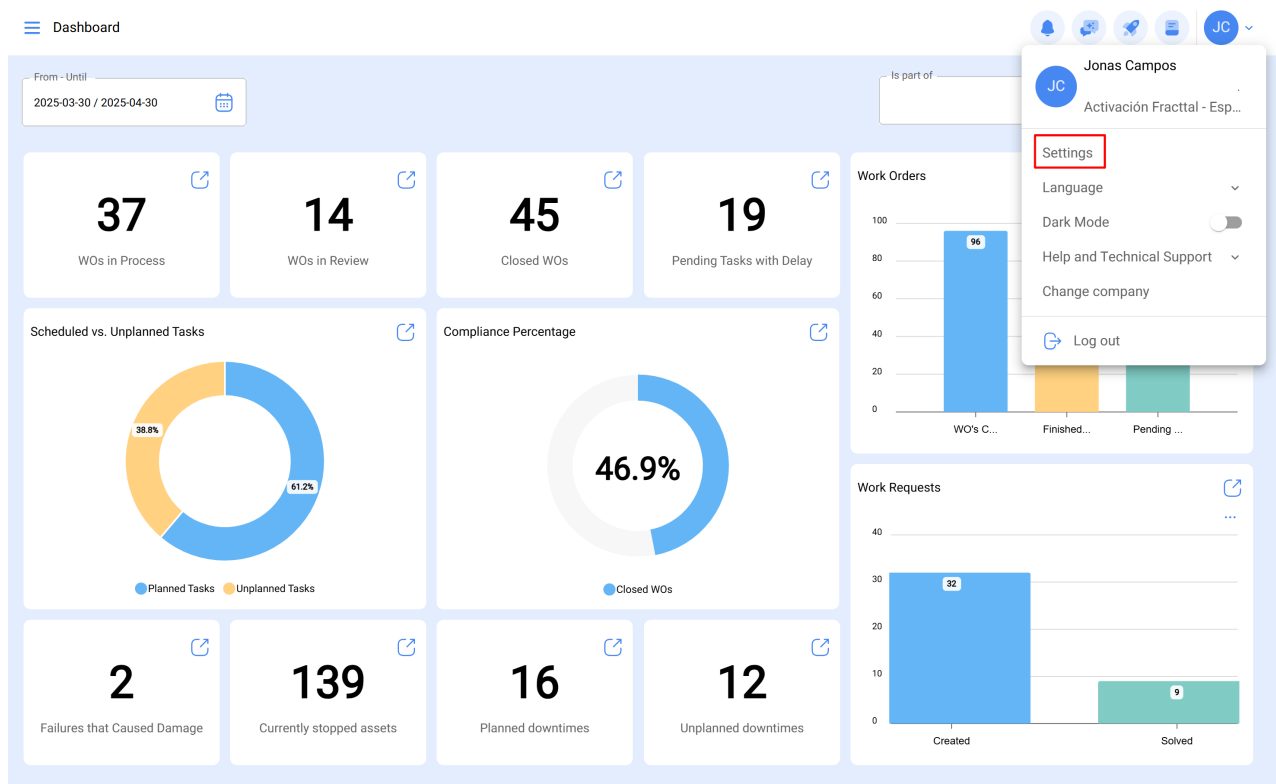 Dashboard
JC
From - Until
2025-03-30 / 2025-04-30
Is part of
JC
Jonas Campos
Activación Fracttal - Esp...
Settings
Language
Dark Mode
Help and Technical Support
Change company
Log out
37
WOs in Process
14
WOs in Review
45
Closed WOs
19
Pending Tasks with Delay
Work Orders
100
80
60
40
20
0
96
WO's C...
Finished...
Pending ...
Scheduled vs. Unplanned Tasks
38.8%
61.2%
Planned Tasks
Unplanned Tasks
Compliance Percentage
46.9%
Closed WOs
Work Requests
...
40
30
20
10
0
32
9
Created
Solved
2
Failures that Caused Damage
139
Currently stopped assets
16
Planned downtimes
12
Unplanned downtimes